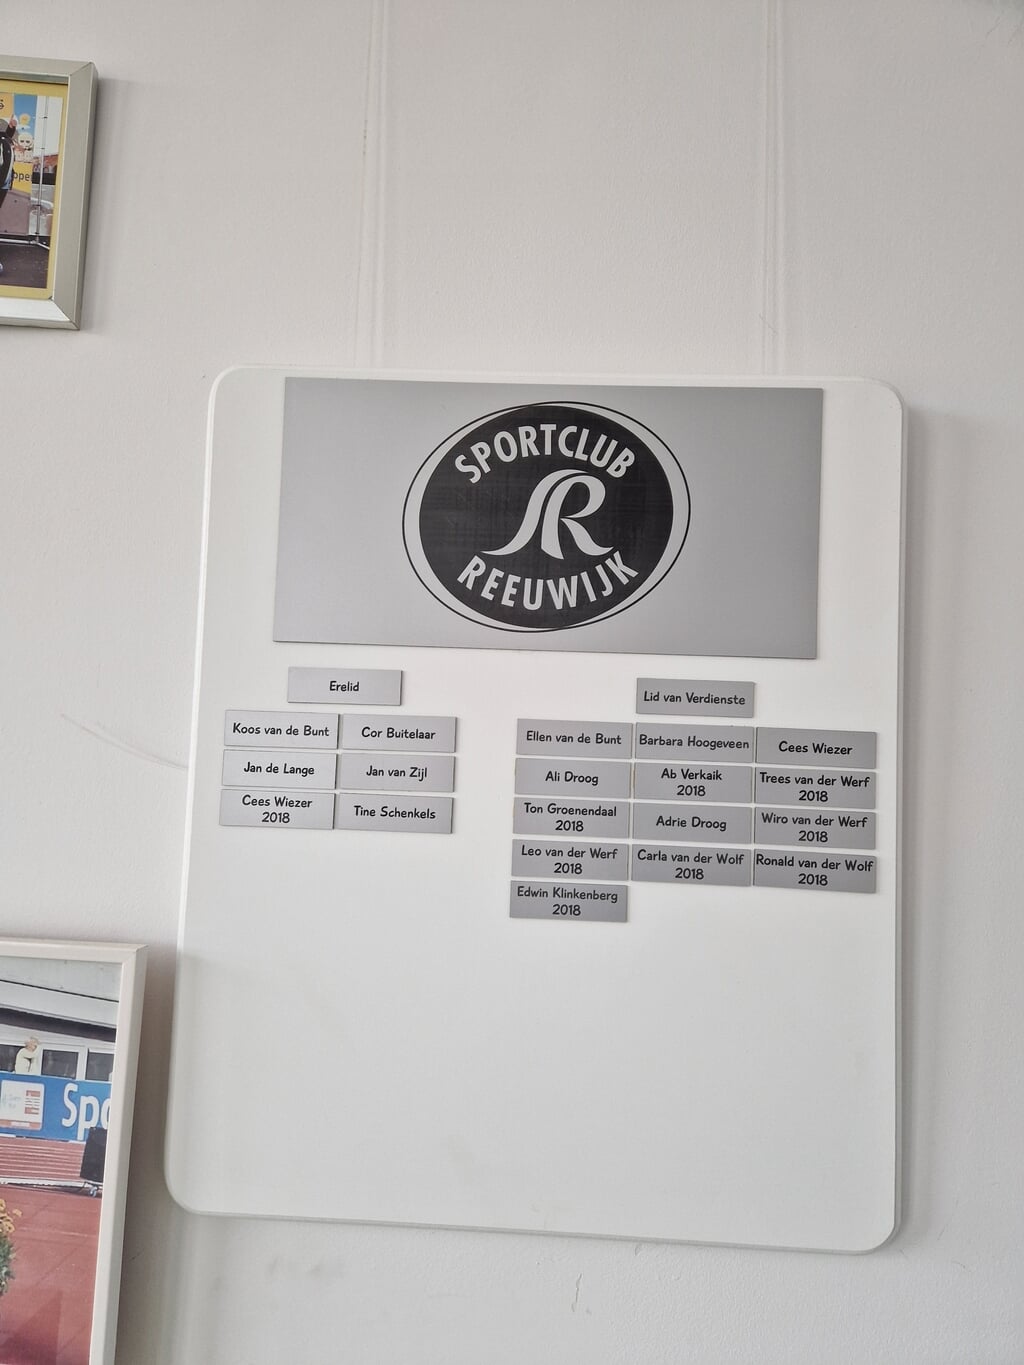 SPORTCLUB
R
REEUWIJK
Erelid
Koos van de Bunt
Cor Buitelaar
Jan de Lange
Jan van Zijl
Cees Wiezer
2018
Tine Schenkels
Lid van Verdienste
Ellen van de Bunt
Barbara Hoogeveen
Cees Wiezer
Ali Droog
Ab Verkaik
2018
Trees van der Werf
2018
Ton Groenendaal
2018
Adrie Droog
Wiro van der Werf
2018
Leo van der Werf
2018
Carla van der Wolf
2018
Ronald van der Wolf
2018
Edwin Klinkenberg
2018
Spo